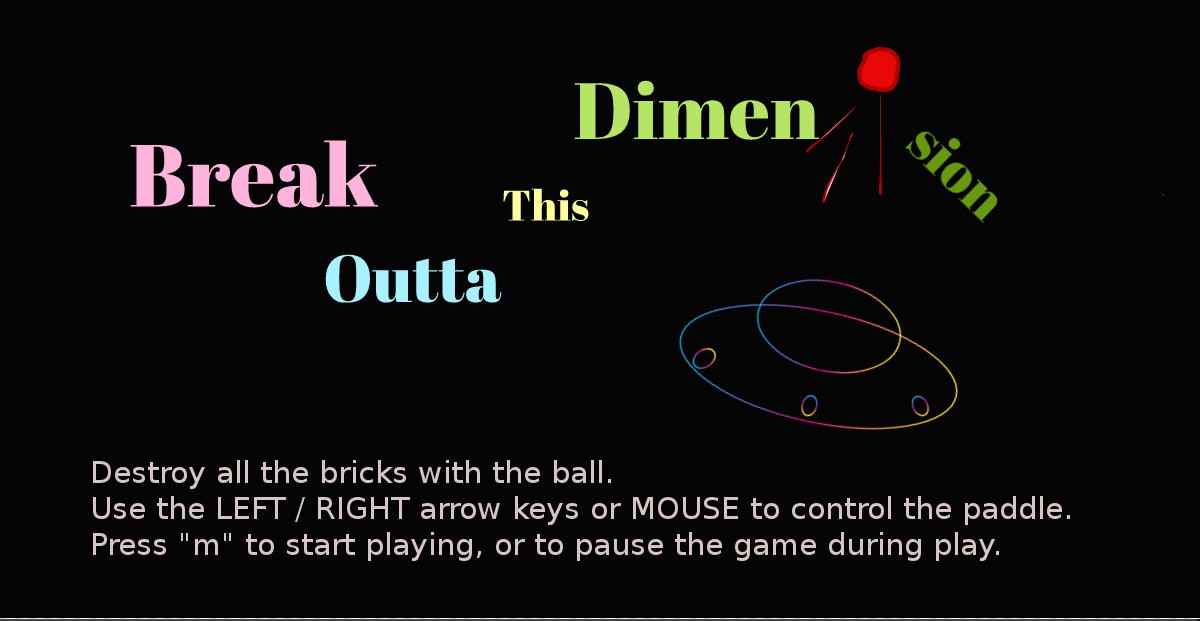 Break
Outta
This
Dimen
sion
Destroy all the bricks with the ball.
Use the LEFT / RIGHT arrow keys or MOUSE to control the paddle.
Press "m" to start playing, or to pause the game during play.